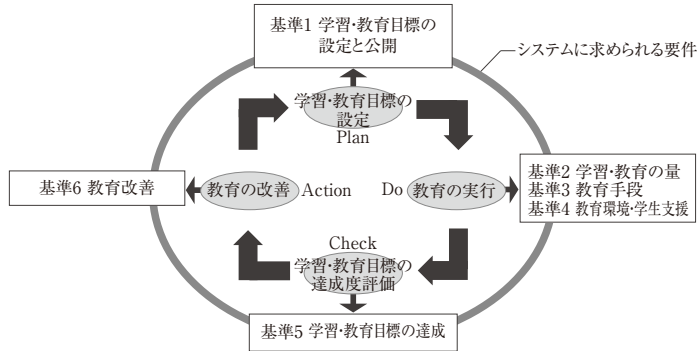 基準1 学習・教育目標の
設定と公開
システムに求められる要件
学習・教育目標の
設定
Plan
基準6 教育改善
教育の改善
Action
Do
教育の実行
基準2 学習・教育の量
基準3 教育手段
基準4 教育環境・学生支援
Check
学習・教育目標の
達成度評価
基準5 学習・教育目標の達成